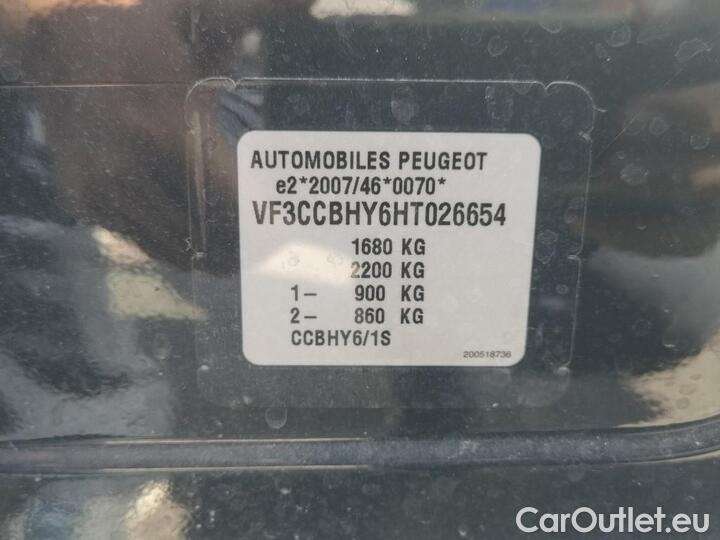 AUTOMOBILES PEUGEOT
e2*2007/46*0070*
VF3CCBHY6HT026654
1680 KG
2200 KG
1- 900 KG
2- 860 KG
CCBHY6/1S
200518736
CarOutlet.eu